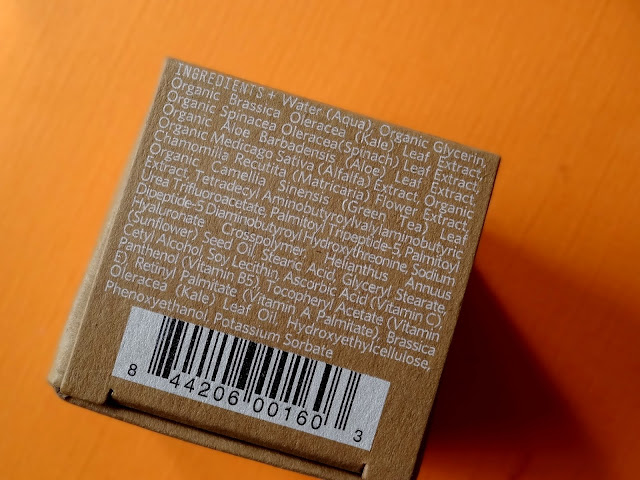 INGREDIENTS: Water (Aqua), Organic Glycerin,
Organic Brassica Oleracea (Kale) Leaf Extract,
Organic Spinacea Oleracea(Spinach) Leaf Extract,
Organic Aloe Barbadensis (Aloe) Leaf Extract,
Organic Medicago Sativa (Alfalfa) Extract, Organic
Chamomilla Recutita (Matricaria) Flower Extract,
Organic Camellia Sinensis (Green Tea) Leaf
Extract, Tetradecyl Aminobutyroylvalylaminobutyric
Urea Trifluoroacetate, Palmitoyl Tripeptide-5, Palmitoyl
Dipeptide-5 Diaminobutyroyl Hydroxythreonine, Sodium
Hyaluronate Crosspolymer, Helianthus Annuus
(Sunflower) Seed Oil, Stearic Acid, Glyceryl Stearate,
Cetyl Alcohol, Soy Lecithin, Ascorbic Acid (Vitamin C),
Panthenol (Vitamin B5), Tocophenyl Acetate (Vitamin
E) Retinyl Palmitate (Vitamin A Palmitate), Brassica
Oleracea (Kale) Leaf Oil, Hydroxyethylcellulose,
Phenoxyethanol, Potassium Sorbate
8 44206 00160 3